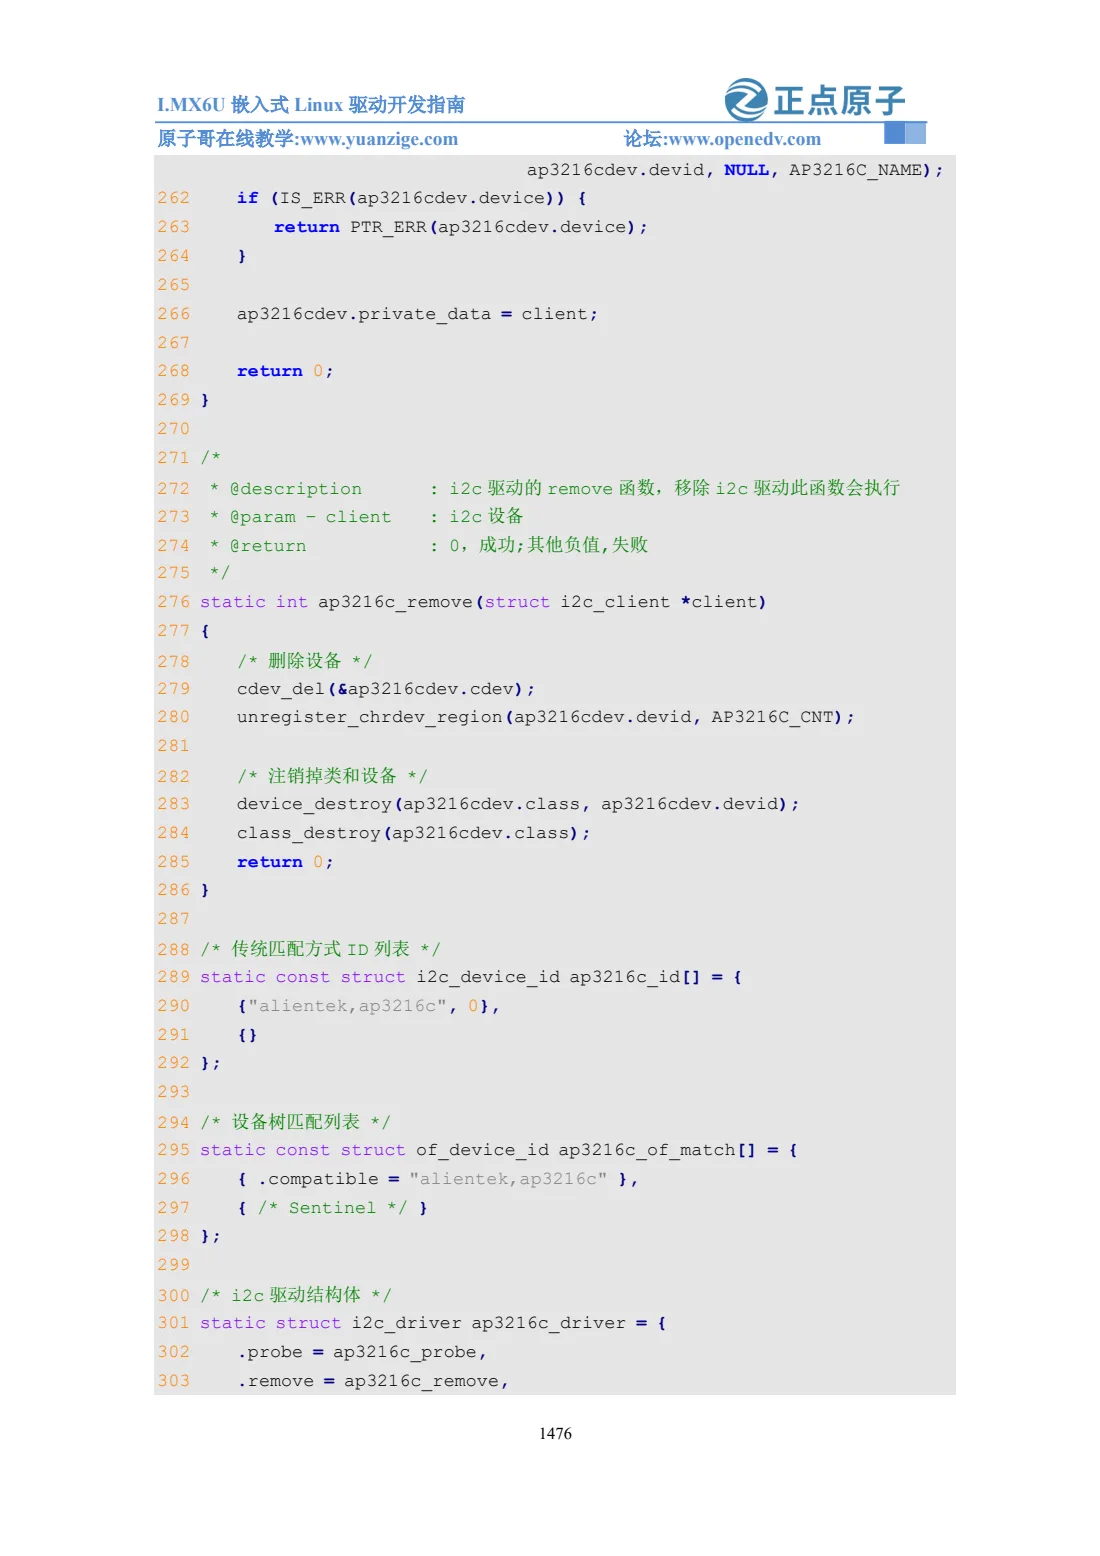 I.MX6U 嵌入式 Linux 驱动开发指南
正点原子
原子哥在线教学:www.yuanzige.com 论坛:www.openedv.com
ap3216cdev.devid, NULL, AP3216C_NAME);
262 if (IS_ERR(ap3216cdev.device)) {
263 return PTR_ERR(ap3216cdev.device);
264 }
265
266 ap3216cdev.private_data = client;
267
268 return 0;
269 }
270
271 /*
272 * @description : i2c 驱动的 remove 函数，移除 i2c 驱动此函数会执行
273 * @param - client : i2c 设备
274 * @return : 0，成功;其他负值,失败
275 */
276 static int ap3216c_remove(struct i2c_client *client)
277 {
278 /* 删除设备 */
279 cdev_del(&ap3216cdev.cdev);
280 unregister_chrdev_region(ap3216cdev.devid, AP3216C_CNT);
281
282 /* 注销掉类和设备 */
283 device_destroy(ap3216cdev.class, ap3216cdev.devid);
284 class_destroy(ap3216cdev.class);
285 return 0;
286 }
287
288 /* 传统匹配方式 ID 列表 */
289 static const struct i2c_device_id ap3216c_id[] = {
290 {"alientek,ap3216c", 0},
291 {}
292 };
293
294 /* 设备树匹配列表 */
295 static const struct of_device_id ap3216c_of_match[] = {
296 { .compatible = "alientek,ap3216c" },
297 { /* Sentinel */ }
298 };
299
300 /* i2c 驱动结构体 */
301 static struct i2c_driver ap3216c_driver = {
302 .probe = ap3216c_probe,
303 .remove = ap3216c_remove,
1476